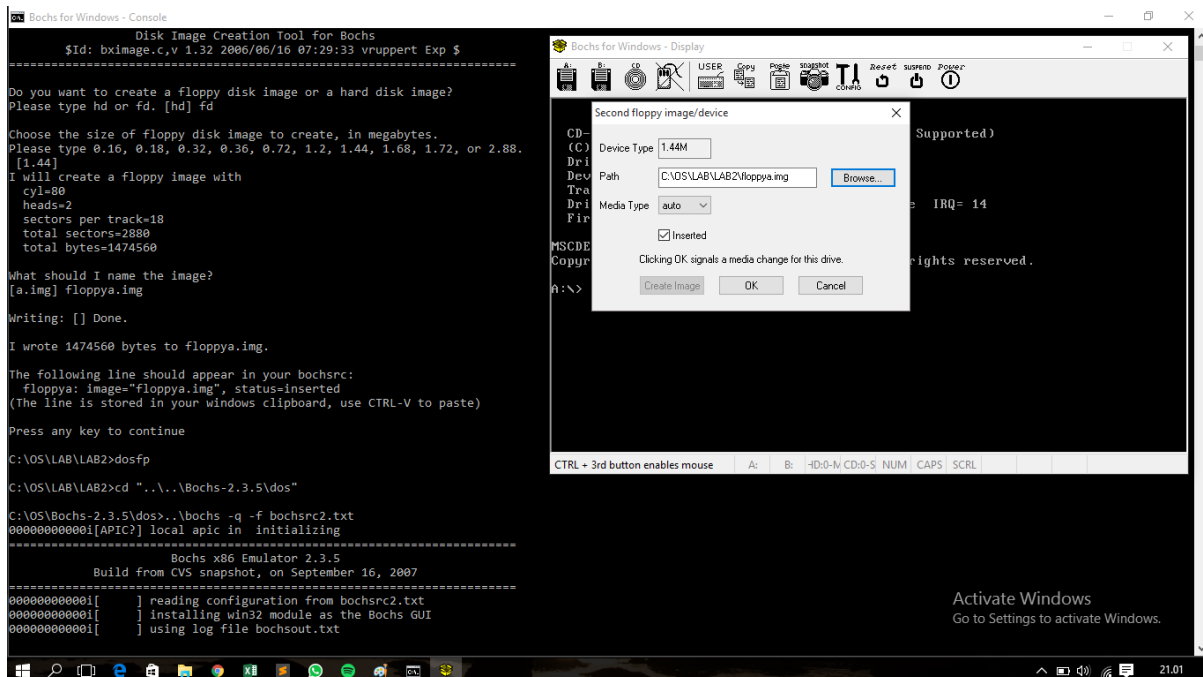 Bochs for Windows - Console
Disk Image Creation Tool for Bochs
$Id: bximage.c,v 1.32 2006/06/16 07:29:33 vruppert Exp $
========================================================================
Do you want to create a floppy disk image or a hard disk image?
Please type hd or fd. [hd] fd
Choose the size of floppy disk image to create, in megabytes.
Please type 0.16, 0.18, 0.32, 0.36, 0.72, 1.2, 1.44, 1.68, 1.72, or 2.88.
[1.44]
I will create a floppy image with
cyl=80
heads=2
sectors per track=18
total sectors=2880
total bytes=1474560
What should I name the image?
[a.img] floppya.img
Writing: [] Done.
I wrote 1474560 bytes to floppya.img.
The following line should appear in your bochsrc:
floppya: image="floppya.img", status=inserted
(The line is stored in your windows clipboard, use CTRL-V to paste)
Press any key to continue
C:\OS\LAB\LAB2>dosfp
C:\OS\LAB\LAB2>cd "..\..\Bochs-2.3.5\dos"
C:\OS\Bochs-2.3.5\dos>..\bochs -q -f bochsrc2.txt
00000000000i[APIC?] local apic in  initializing
========================================================================
Bochs x86 Emulator 2.3.5
Build from CVS snapshot, on September 16, 2007
========================================================================
00000000000i[     ] reading configuration from bochsrc2.txt
00000000000i[     ] installing win32 module as the Bochs GUI
00000000000i[     ] using log file bochsout.txt
Bochs for Windows - Display
A: B: CD USER Copy Paste snapshot CONFIG Reset SUSPEND Power
CD- Supported)
(C)
Dri
Dev
Tra
Dri e IRQ= 14
Fir
MSCDE
Copyr rights reserved.
A:\>
Second floppy image/device
Device Type 1.44M
Path C:\OS\LAB\LAB2\floppya.img Browse...
Media Type auto
Inserted
Clicking OK signals a media change for this drive.
Create Image OK Cancel
CTRL + 3rd button enables mouse A: B: HD:0-M CD:0-S NUM CAPS SCRL
Activate Windows
Go to Settings to activate Windows.
21.01